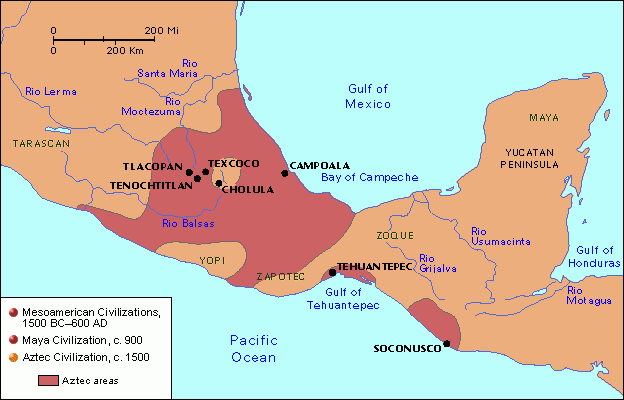 0
200 Mi
0
200 Km
Rio
Santa Maria
Rio Lerma
Rio
Moctezuma
Gulf of
Mexico
MAYA
TARASCAN
YUCATAN
PENINSULA
TLACOPAN
TEXCOCO
CAMPOALA
TENOCHTITLAN
CHOLULA
Bay of Campeche
Rio Balsas
ZOQUE
Rio
Usumacinta
YOPI
ZAPOTEC
TEHUANTEPEC
Rio
Grijalva
Gulf of
Honduras
Gulf of
Tehuantepec
Rio
Motagua
Pacific
Ocean
SOCONUSCO
Mesoamerican Civilizations,
1500 BC–600 AD
Maya Civilization, c. 900
Aztec Civilization, c. 1500
Aztec areas